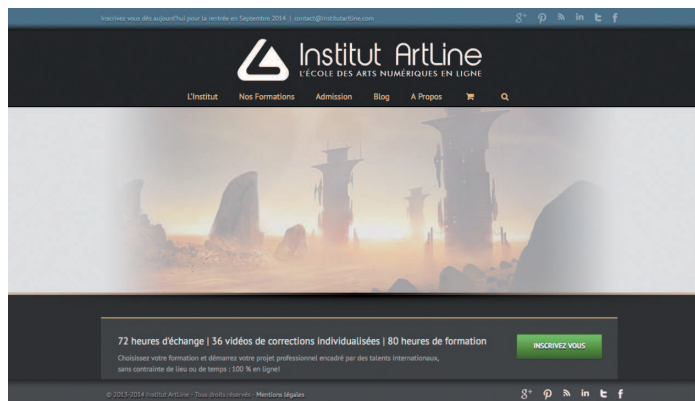 Inscrivez vous dès aujourd'hui pour la rentrée en Septembre 2014 | contact@institutartline.com
Institut ArtLine
L'ÉCOLE DES ARTS NUMÉRIQUES EN LIGNE
L'Institut Nos Formations Admission Blog A Propos
72 heures d'échange | 36 vidéos de corrections individualisées | 80 heures de formation
INSCRIVEZ VOUS
Choisissez votre formation et démarrez votre projet professionnel encadré par des talents internationaux,
sans contrainte de lieu ou de temps : 100 % en ligne!
© 2013-2014 Institut ArtLine - Tous droits réservés - Mentions légales